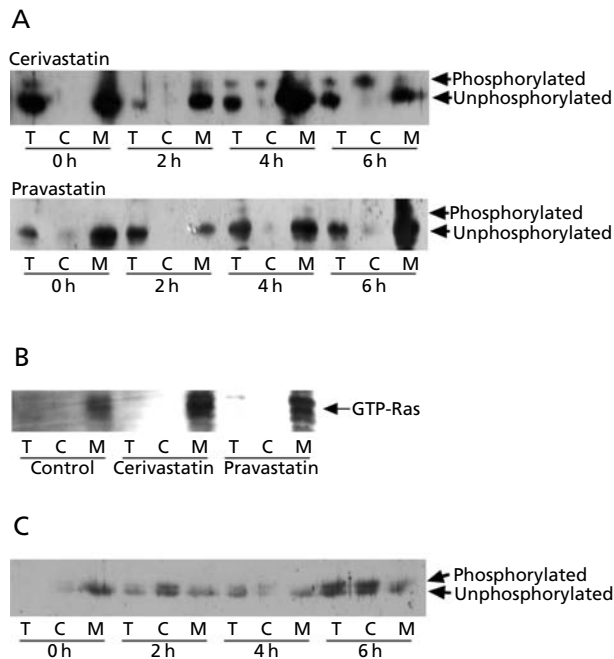 A
Cerivastatin
Phosphorylated
Unphosphorylated
T C M T C M T C M T C M
0 h 2 h 4 h 6 h
Pravastatin
Phosphorylated
Unphosphorylated
T C M T C M T C M T C M
0 h 2 h 4 h 6 h
B
GTP-Ras
T C M T C M T C M
Control Cerivastatin Pravastatin
C
Phosphorylated
Unphosphorylated
T C M T C M T C M T C M
0 h 2 h 4 h 6 h